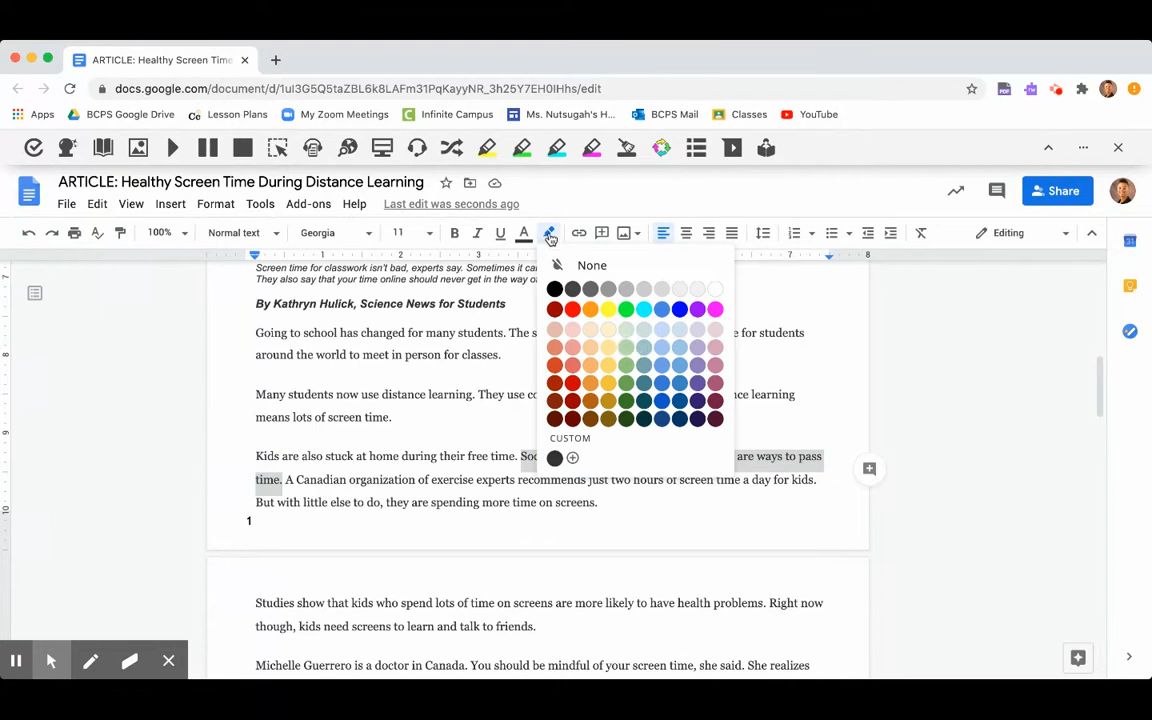 ARTICLE: Healthy Screen Time
docs.google.com/document/d/1uI3G5Q5taZBL6k8LAFm31PqKayyNR_3h25Y7EH0IHhs/edit
Apps BCPS Google Drive Lesson Plans My Zoom Meetings Infinite Campus Ms. Nutsugah's H... BCPS Mail Classes YouTube
ARTICLE: Healthy Screen Time During Distance Learning
Share
File Edit View Insert Format Tools Add-ons Help Last edit was seconds ago
100% Normal text Georgia 11 B I U A Editing
1 7 8
None
Screen time for classwork isn't bad, experts say. Sometimes it ca
They also say that your time online should never get in the way o
By Kathryn Hulick, Science News for Students
Going to school has changed for many students. The s e for students
around the world to meet in person for classes.
Many students now use distance learning. They use co ce learning
means lots of screen time.
CUSTOM
Kids are also stuck at home during their free time. Soc are ways to pass
time. A Canadian organization of exercise experts recommends just two hours of screen time a day for kids.
But with little else to do, they are spending more time on screens.
1
Studies show that kids who spend lots of time on screens are more likely to have health problems. Right now
though, kids need screens to learn and talk to friends.
Michelle Guerrero is a doctor in Canada. You should be mindful of your screen time, she said. She realizes